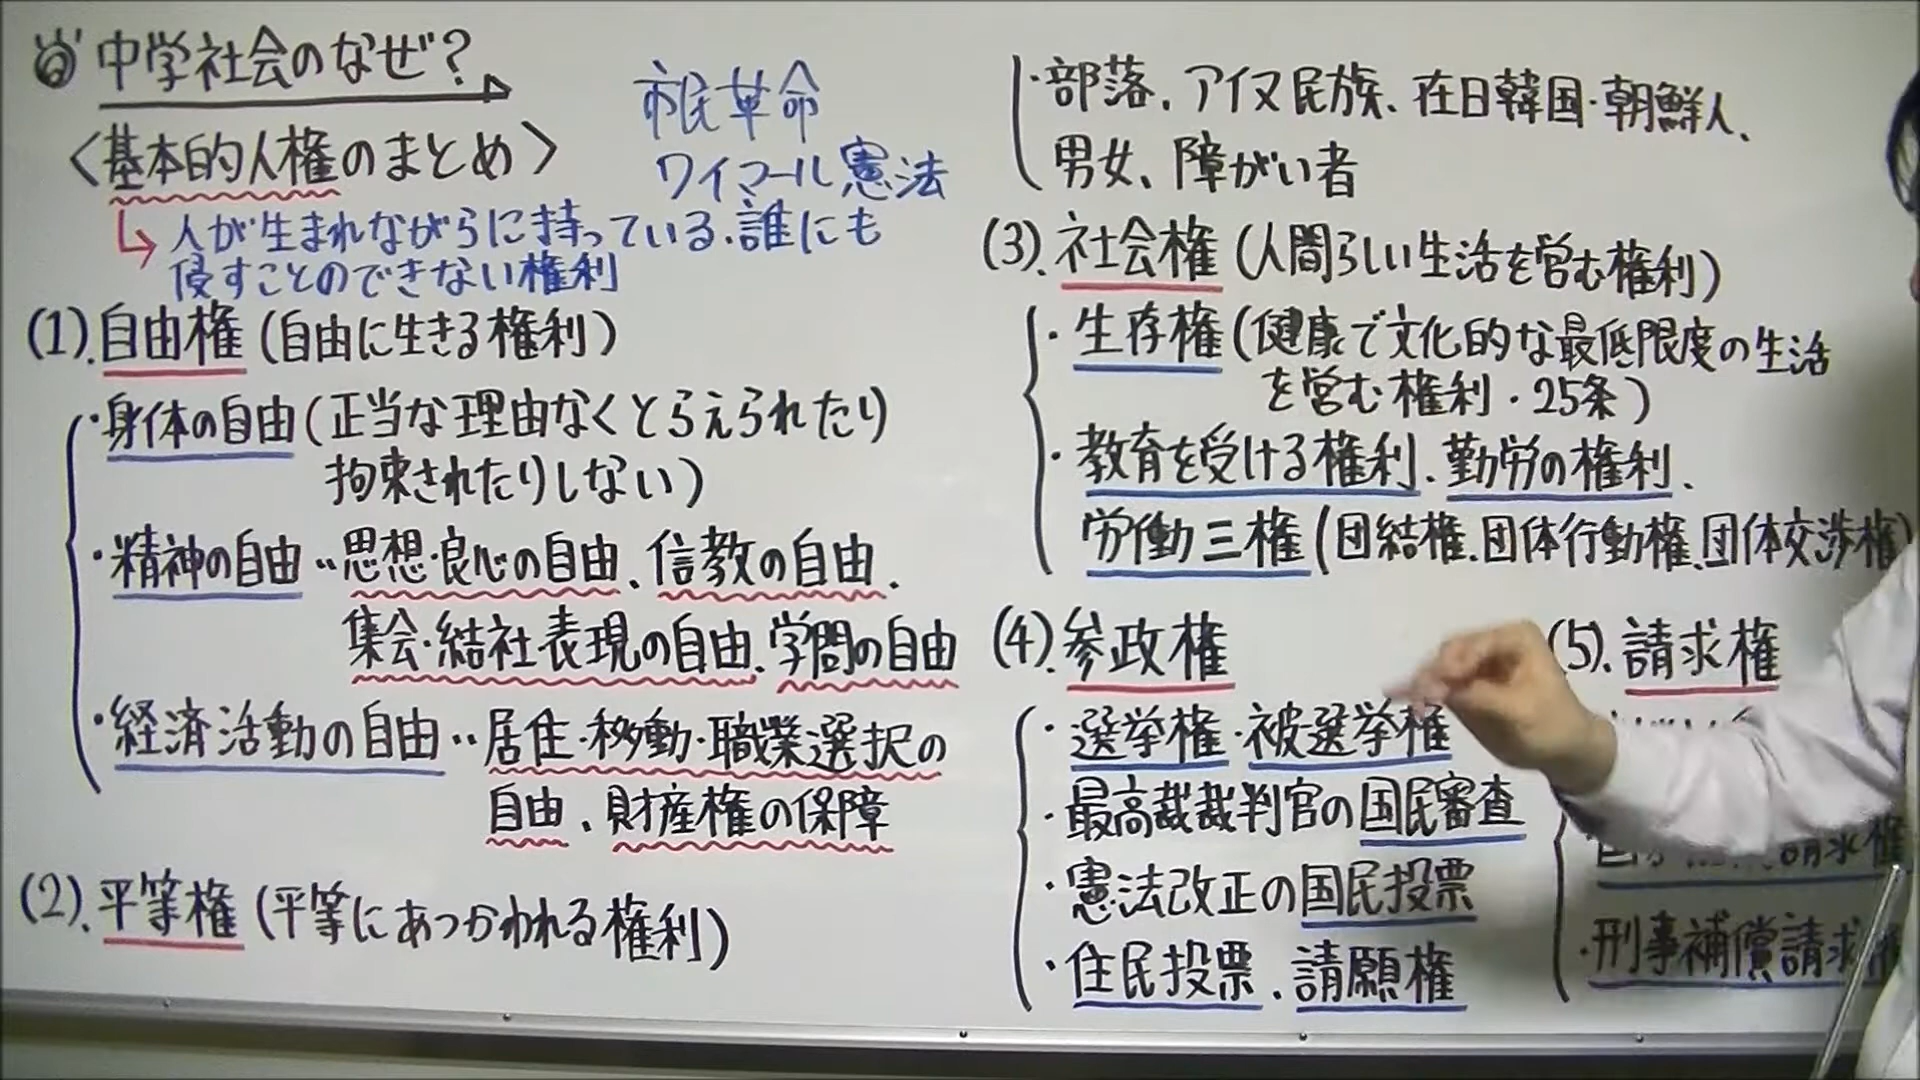 中学社会のなぜ?
〈基本的人権のまとめ〉
市民革命
ワイマール憲法
人が生まれながらに持っている、誰にも
侵すことのできない権利
(1).自由権(自由に生きる権利)
・身体の自由(正当な理由なくとらえられたり
拘束されたりしない)
・精神の自由‥思想・良心の自由、信教の自由、
集会・結社表現の自由、学問の自由
・経済活動の自由‥居住・移動・職業選択の
自由、財産権の保障
(2).平等権(平等にあつかわれる権利)
・部落、アイヌ民族、在日韓国・朝鮮人、
男女、障がい者
(3).社会権(人間らしい生活を営む権利)
・生存権(健康で文化的な最低限度の生活
を営む権利・25条)
・教育を受ける権利、勤労の権利、
労働三権(団結権、団体行動権、団体交渉権)
(4).参政権
・選挙権・被選挙権
・最高裁裁判官の国民審査
・憲法改正の国民投票
・住民投票、請願権
(5).請求権
請求権
・刑事補償請求権